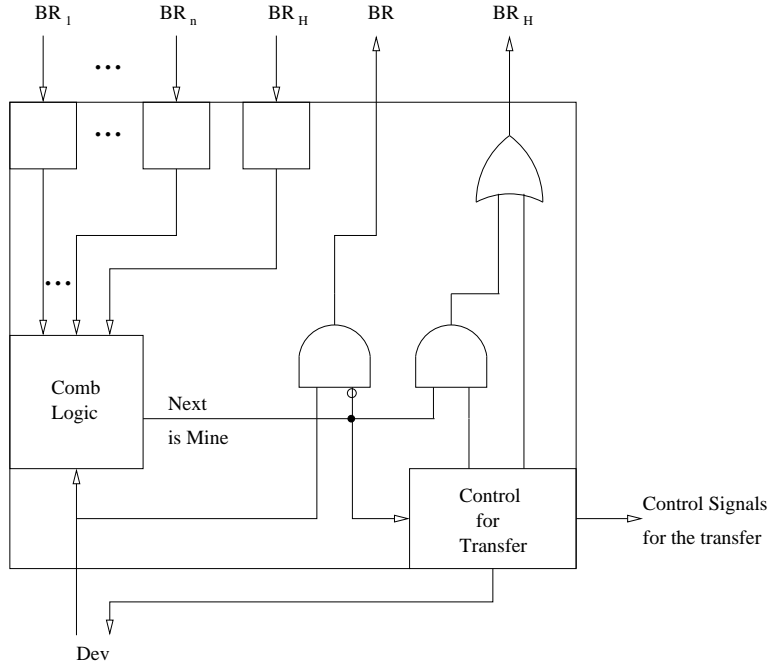 BR 1 BR n BR H BR BR H
...
...
...
Comb
Logic
Next
is Mine
Control
for
Transfer
Control Signals
for the transfer
Dev